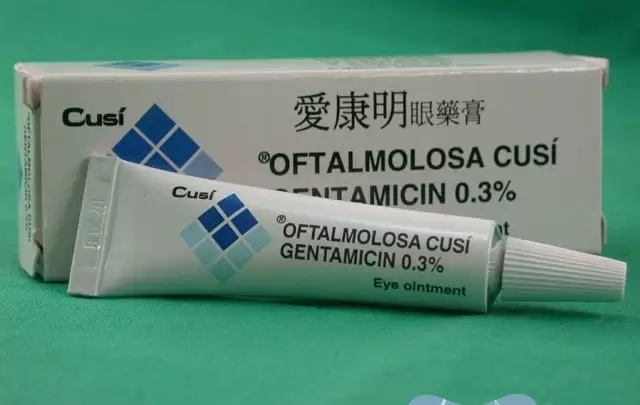 Cusí
愛康明眼藥膏
®OFTALMOLOSA CUSÍ
GENTAMICIN 0.3%
Cusí
®OFTALMOLOSA CUSÍ
GENTAMICIN 0.3%
Eye ointment